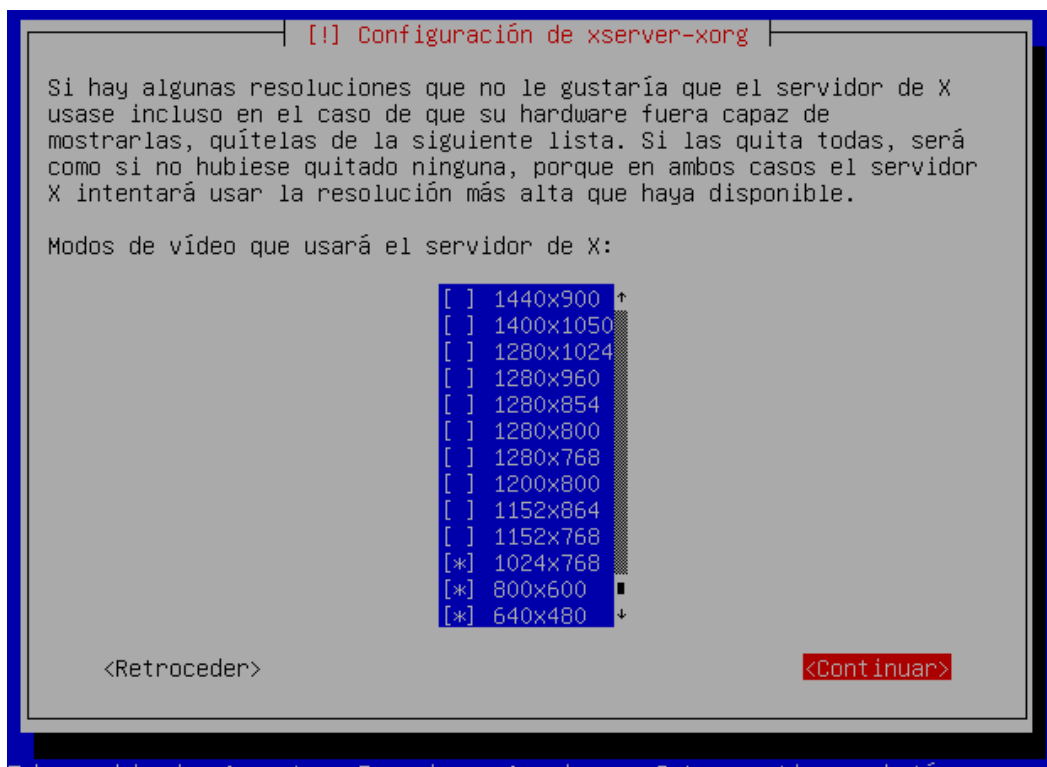 [!] Configuración de xserver-xorg
Si hay algunas resoluciones que no le gustaría que el servidor de X
usase incluso en el caso de que su hardware fuera capaz de
mostrarlas, quítelas de la siguiente lista. Si las quita todas, será
como si no hubiese quitado ninguna, porque en ambos casos el servidor
X intentará usar la resolución más alta que haya disponible.
Modos de vídeo que usará el servidor de X:
[ ] 1440x900 ↑
[ ] 1400x1050
[ ] 1280x1024
[ ] 1280x960
[ ] 1280x854
[ ] 1280x800
[ ] 1280x768
[ ] 1200x800
[ ] 1152x864
[ ] 1152x768
[*] 1024x768
[*] 800x600
[*] 640x480 ↓
<Retroceder> <Continuar>